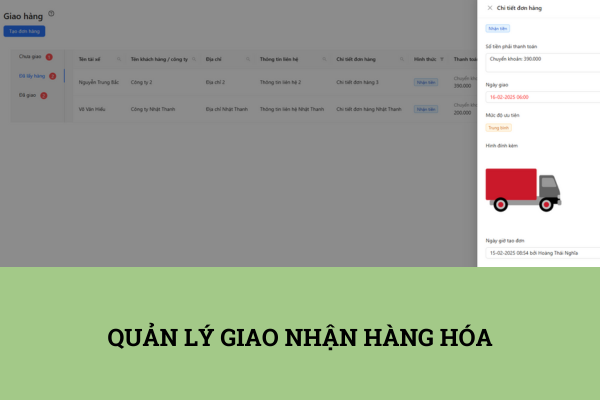 Giao hàng
Tạo đơn hàng
Chưa giao
Đã lấy hàng
Đã giao
Tên tài xế
Tên khách hàng / công ty
Địa chỉ
Thông tin liên hệ
Chi tiết đơn hàng
Hình thức
Thanh toán
Nguyễn Trung Bắc
Công ty 2
Địa chỉ 2
Thông tin liên hệ 2
Chi tiết đơn hàng 3
Nhận tiền
Chuyển khoản
390.000
Võ Văn Hiếu
Công ty Nhật Thanh
Địa chỉ Nhật Thanh
Thông tin liên hệ Nhật Thanh
Chi tiết đơn hàng Nhật Thanh
Nhận tiền
Chuyển khoản
200.000
Chi tiết đơn hàng
Nhận tiền
Số tiền phải thanh toán
Chuyển khoản: 390.000
Ngày giao
16-02-2025 06:00
Mức độ ưu tiên
Trung bình
Hình đính kèm
Ngày giờ tạo đơn
15-02-2025 08:54 bởi Hoàng Thái Nghĩa
QUẢN LÝ GIAO NHẬN HÀNG HÓA